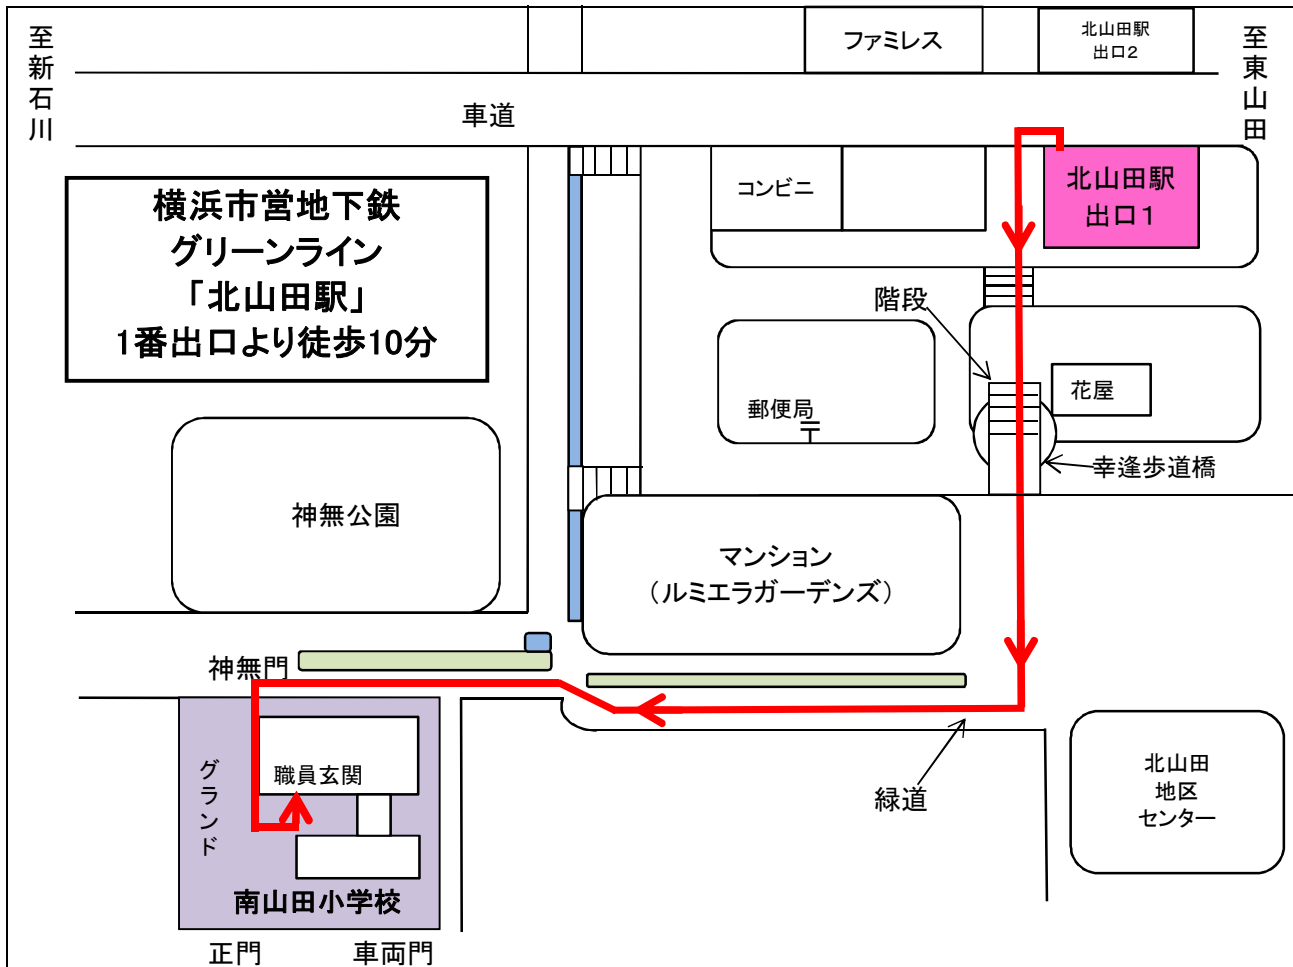 至新石川
ファミレス
北山田駅
出口2
至東山田
車道
北山田駅
出口1
コンビニ
横浜市営地下鉄
グリーンライン
「北山田駅」
1番出口より徒歩10分
階段
花屋
郵便局
〒
幸逢歩道橋
神無公園
マンション
（ルミエラガーデンズ）
神無門
グランド
職員玄関
緑道
北山田
地区
センター
南山田小学校
正門
車両門